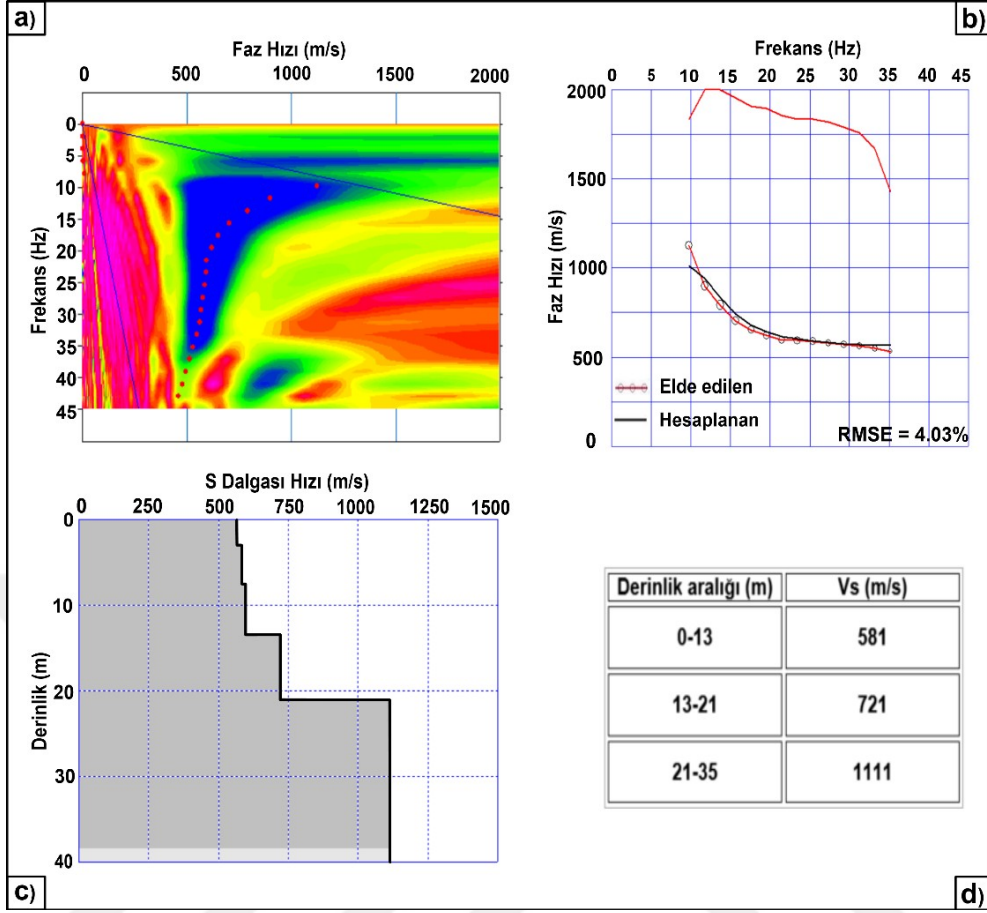 a)
Faz Hızı (m/s)
0 500 1000 1500 2000
Frekans (Hz)
0
5
10
15
20
25
30
35
40
45
b)
Frekans (Hz)
0 5 10 15 20 25 30 35 45
Faz Hızı (m/s)
2000
1500
1000
500
0
Elde edilen
Hesaplanan
RMSE = 4.03%
S Dalgası Hızı (m/s)
0 250 500 750 1000 1250 1500
Derinlik (m)
0
10
20
30
40
c)
Derinlik aralığı (m) Vs (m/s)
0-13 581
13-21 721
21-35 1111
d)